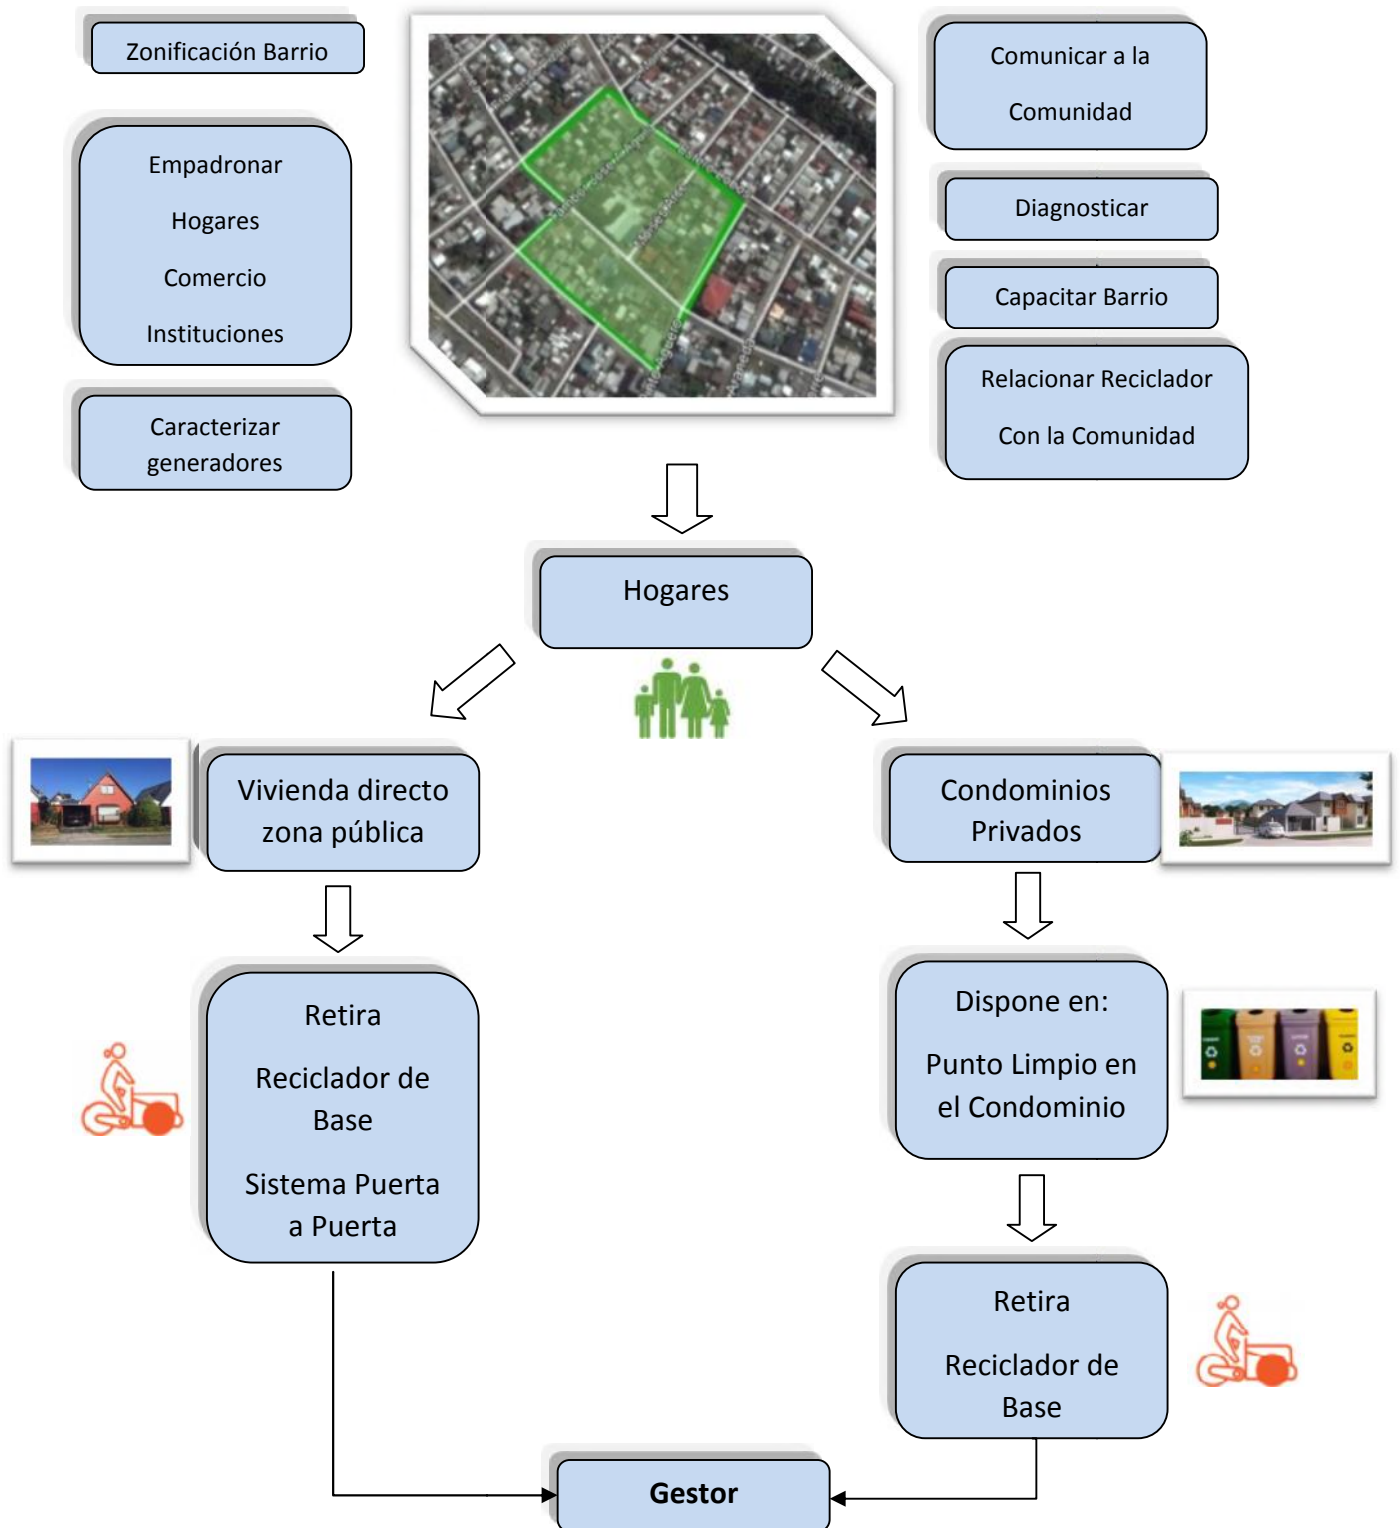 Zonificación Barrio
Empadronar
Hogares
Comercio
Instituciones
Caracterizar
generadores
Comunicar a la
Comunidad
Diagnosticar
Capacitar Barrio
Relacionar Reciclador
Con la Comunidad
Hogares
Vivienda directo
zona pública
Condominios
Privados
Retira
Reciclador de
Base
Sistema Puerta
a Puerta
Dispone en:
Punto Limpio en
el Condominio
Retira
Reciclador de
Base
Gestor